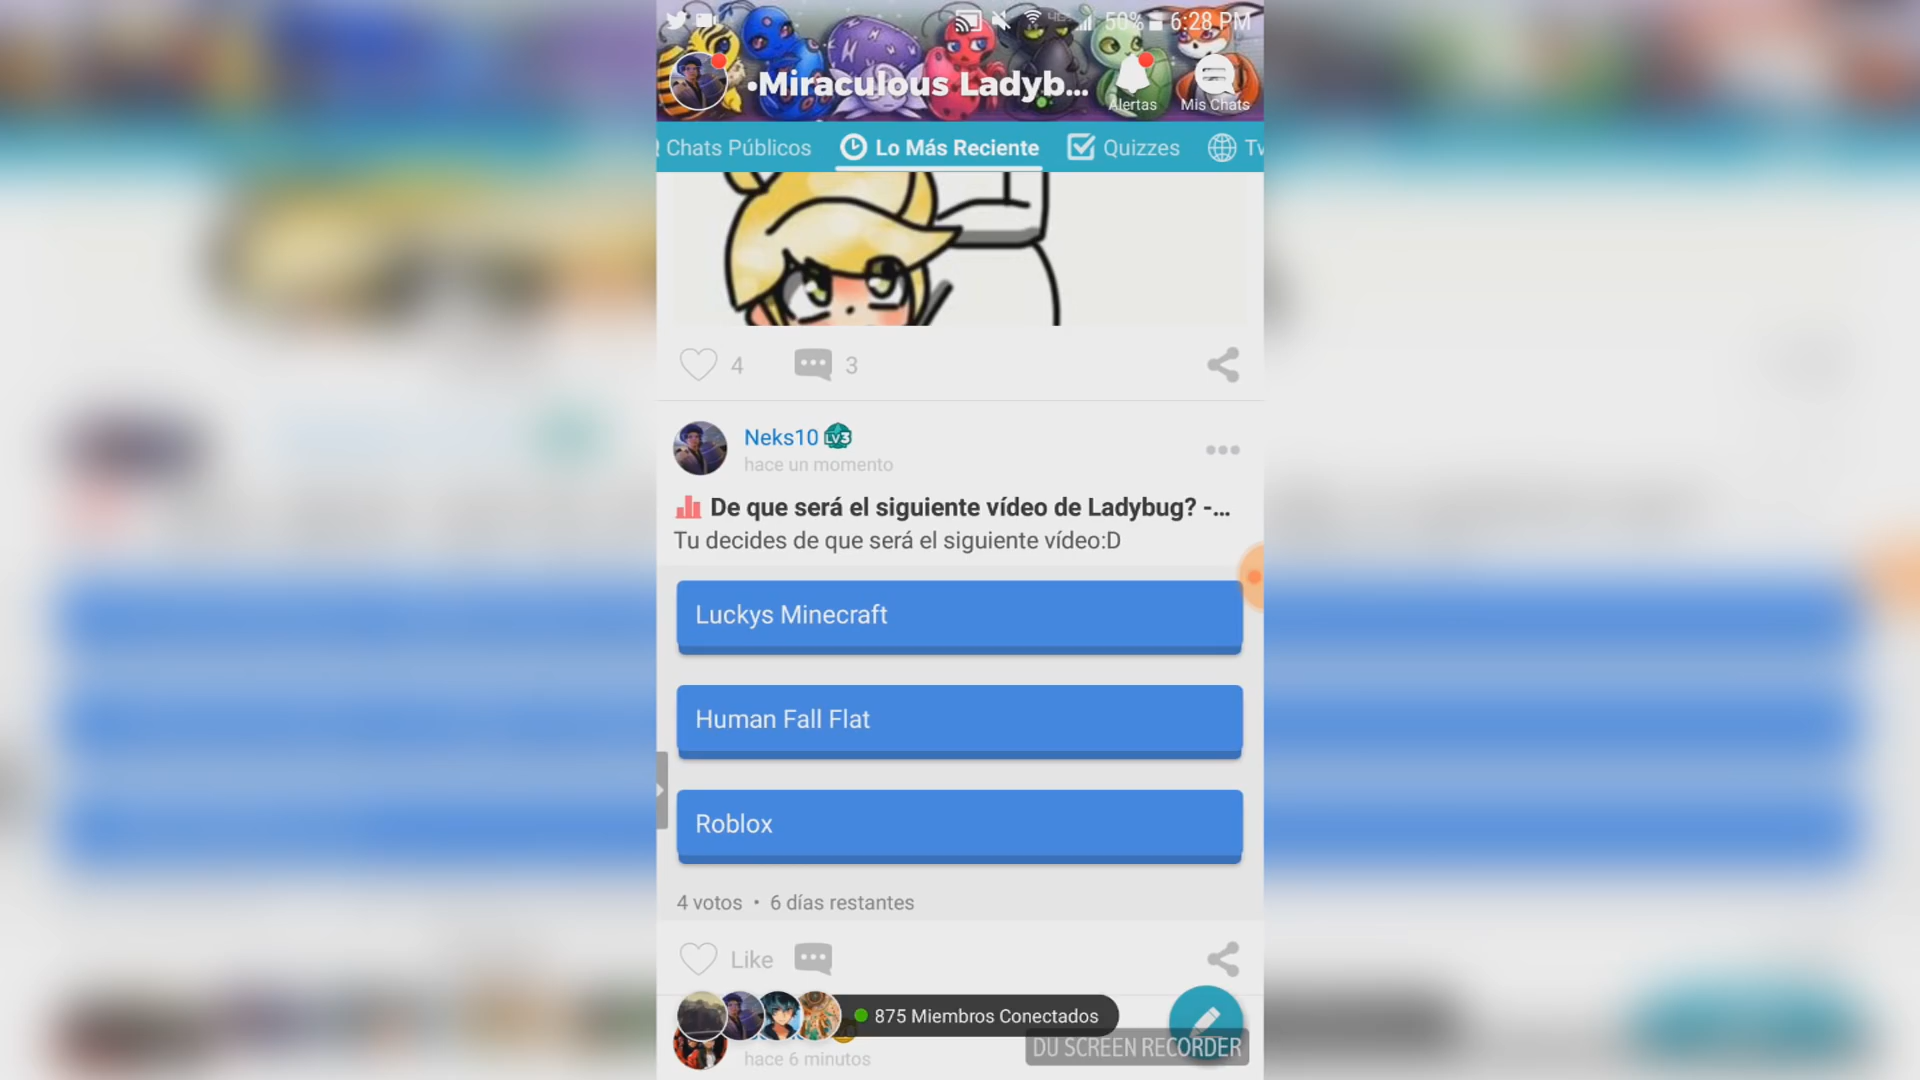 4G
50%
6:28 PM
•Miraculous Ladyb...
Alertas
Mis Chats
Chats Públicos
Lo Más Reciente
Quizzes
Tv
4
3
Neks10
LV3
hace un momento
De que será el siguiente vídeo de Ladybug? -...
Tu decides de que será el siguiente vídeo:D
Luckys Minecraft
Human Fall Flat
Roblox
4 votos • 6 días restantes
Like
875 Miembros Conectados
hace 6 minutos
DU SCREEN RECORDER